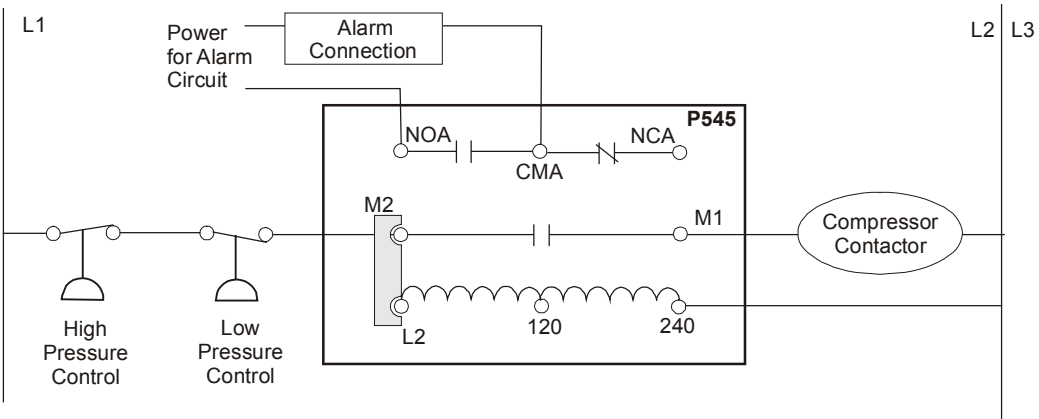 L1
L2
L3
Power
for Alarm
Circuit
Alarm
Connection
P545
NOA
NCA
CMA
M2
M1
Compressor
Contactor
L2
120
240
High
Pressure
Control
Low
Pressure
Control